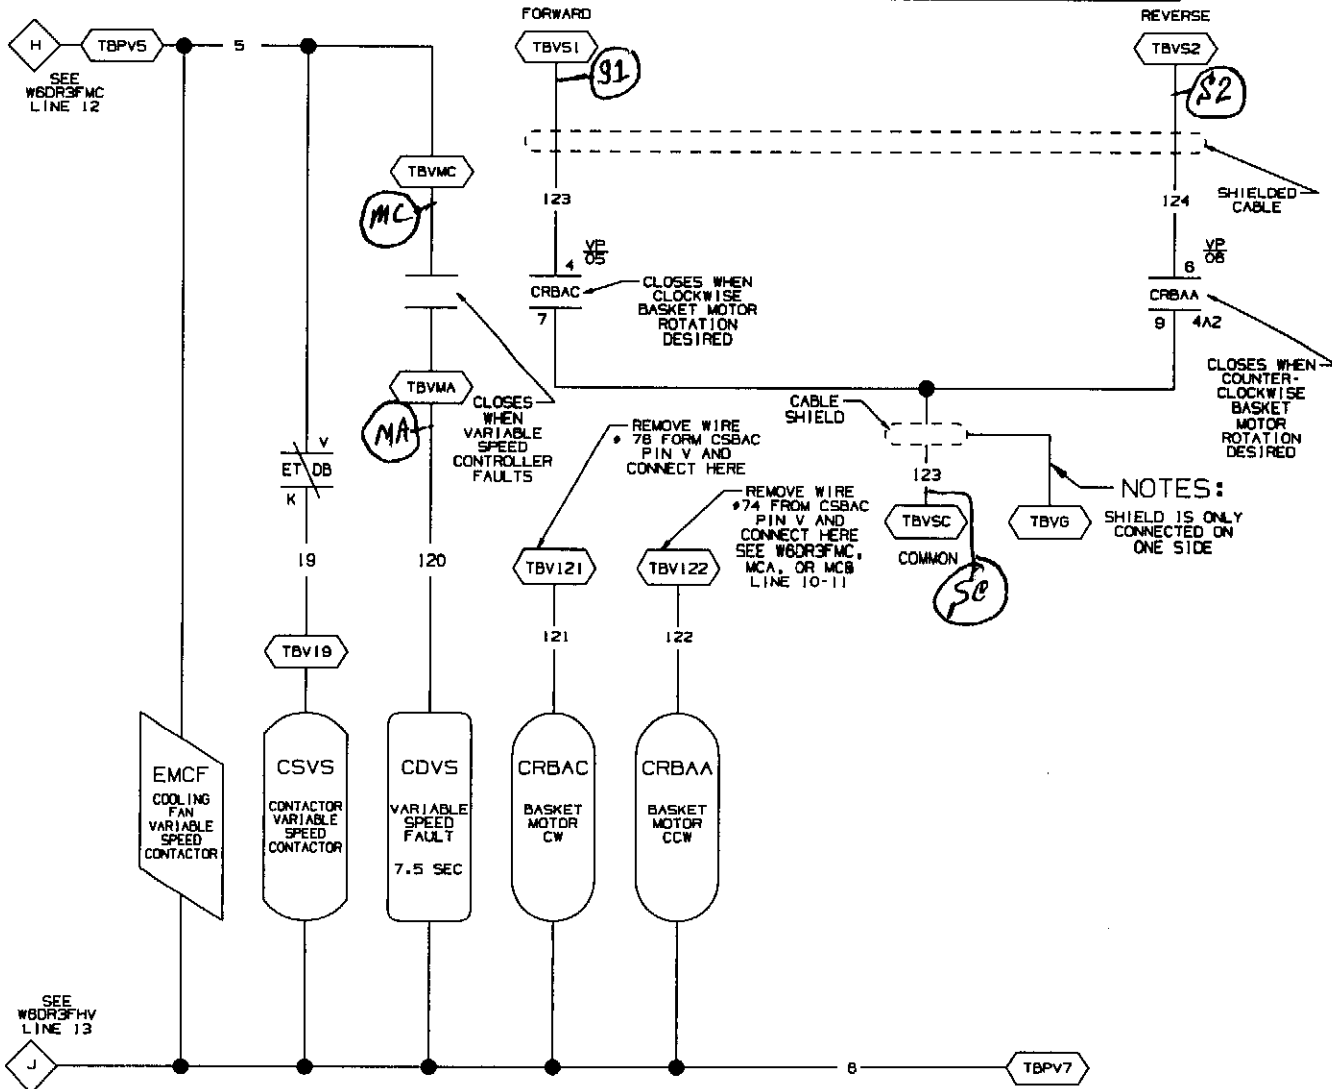 FORWARD
REVERSE
H
TBPV5
5
TBVS1
TBVS2
S1
S2
SEE
W6DR3FMC
LINE 12
TBVMC
MC
123
124
SHIELDED
CABLE
4
VP
05
CRBAC
7
CLOSES WHEN
CLOCKWISE
BASKET MOTOR
ROTATION
DESIRED
6
VP
06
CRBAA
9
4A2
CLOSES WHEN
COUNTER-
CLOCKWISE
BASKET
MOTOR
ROTATION
DESIRED
TBVMA
MA
CLOSES
WHEN
VARIABLE
SPEED
CONTROLLER
FAULTS
CABLE
SHIELD
REMOVE WIRE
# 78 FORM CSBAC
PIN V AND
CONNECT HERE
V
ET DB
K
REMOVE WIRE
#74 FROM CSBAC
PIN V AND
CONNECT HERE
SEE W6DR3FMC,
MCA, OR MCB
LINE 10-11
123
NOTES:
SHIELD IS ONLY
CONNECTED ON
ONE SIDE
TBVSC
COMMON
SC
TBVG
19
120
TBV121
TBV122
121
122
TBV19
EMCF
COOLING
FAN
VARIABLE
SPEED
CONTACTOR
CSVS
CONTACTOR
VARIABLE
SPEED
CONTACTOR
CDVS
VARIABLE
SPEED
FAULT
7.5 SEC
CRBAC
BASKET
MOTOR
CW
CRBAA
BASKET
MOTOR
CCW
SEE
W6DR3FHV
LINE 13
J
6
TBPV7